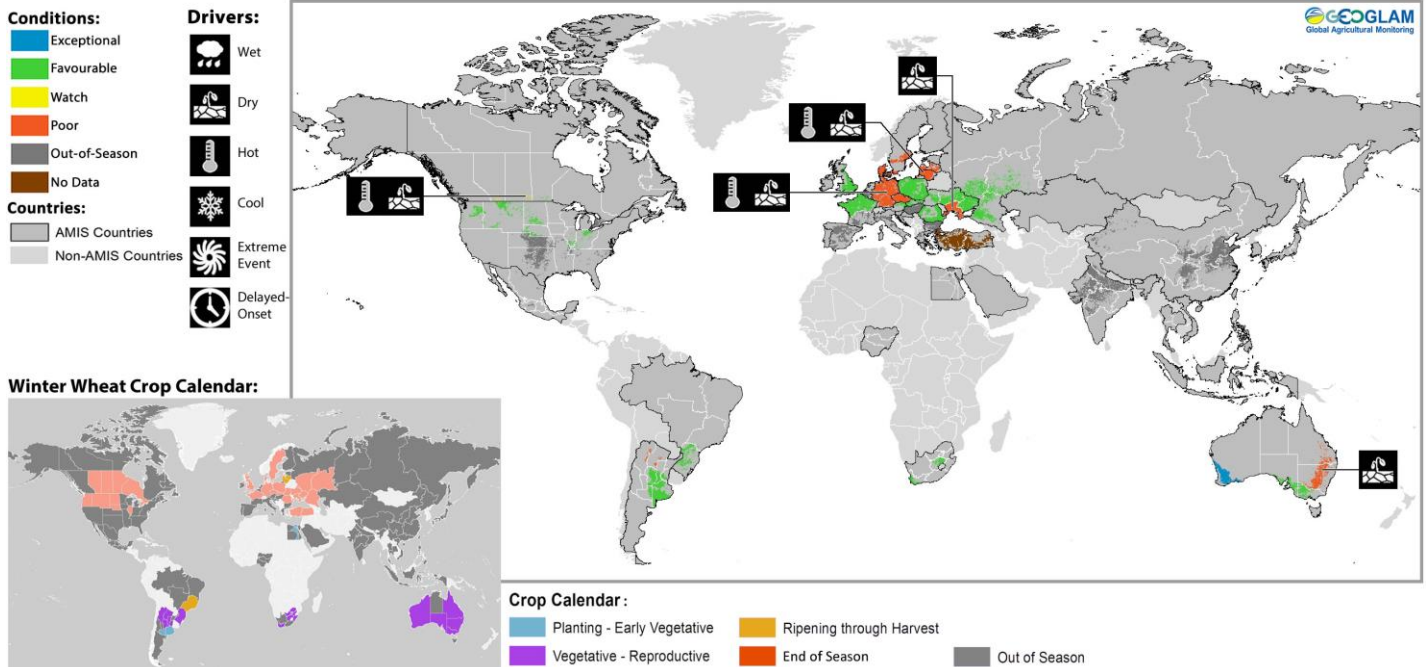 Conditions:
Exceptional
Favourable
Watch
Poor
Out-of-Season
No Data
Countries:
AMIS Countries
Non-AMIS Countries
Drivers:
Wet
Dry
Hot
Cool
Extreme
Event
Delayed-
Onset
GEOGLAM
Global Agricultural Monitoring
Winter Wheat Crop Calendar:
Crop Calendar :
Planting - Early Vegetative
Vegetative - Reproductive
Ripening through Harvest
End of Season
Out of Season